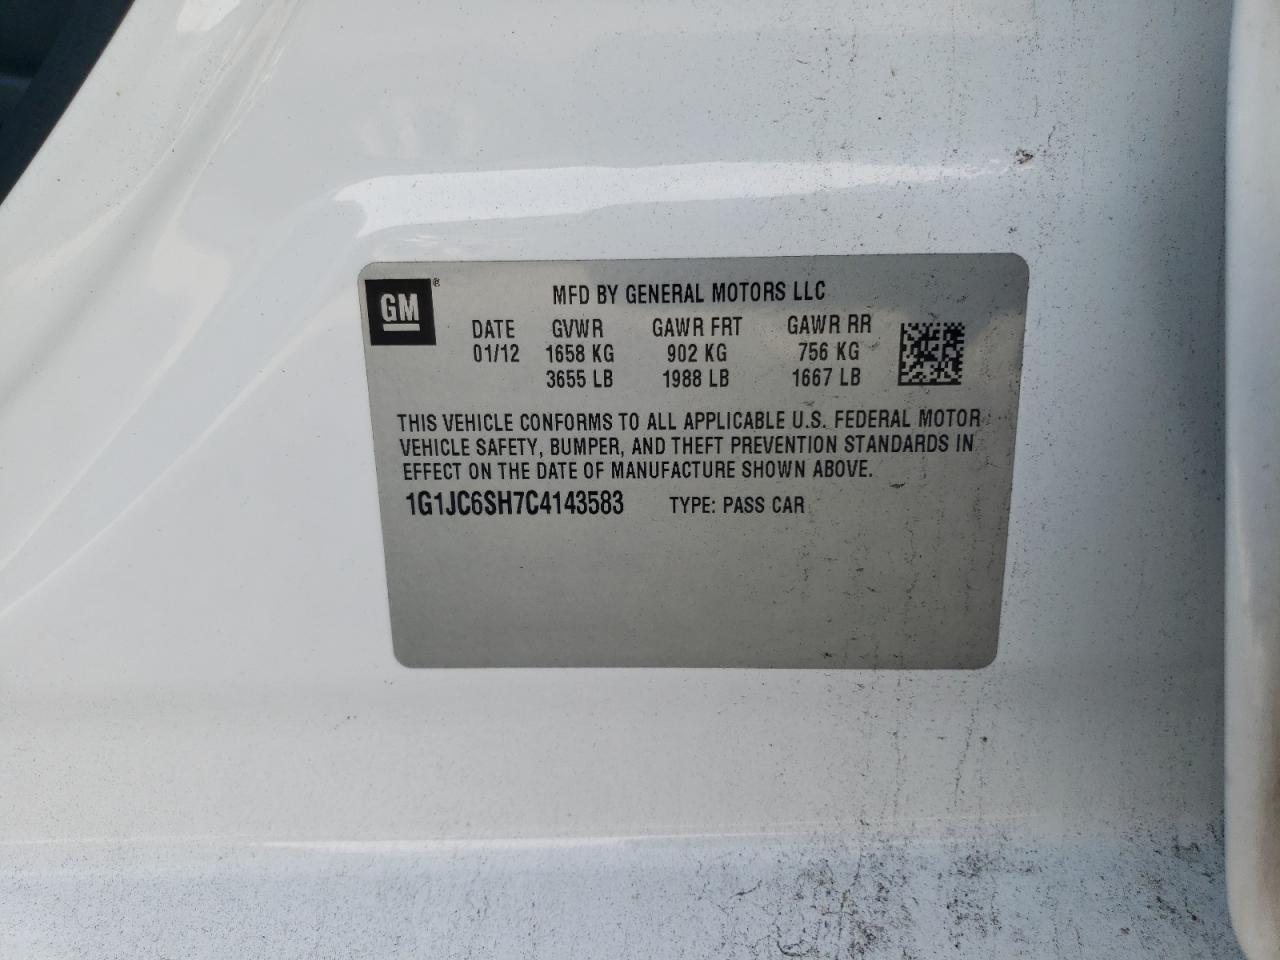 GM®
MFD BY GENERAL MOTORS LLC
DATE GVWR GAWR FRT GAWR RR
01/12 1658 KG 902 KG 756 KG
3655 LB 1988 LB 1667 LB
THIS VEHICLE CONFORMS TO ALL APPLICABLE U.S. FEDERAL MOTOR
VEHICLE SAFETY, BUMPER, AND THEFT PREVENTION STANDARDS IN
EFFECT ON THE DATE OF MANUFACTURE SHOWN ABOVE.
1G1JC6SH7C4143583 TYPE: PASS CAR